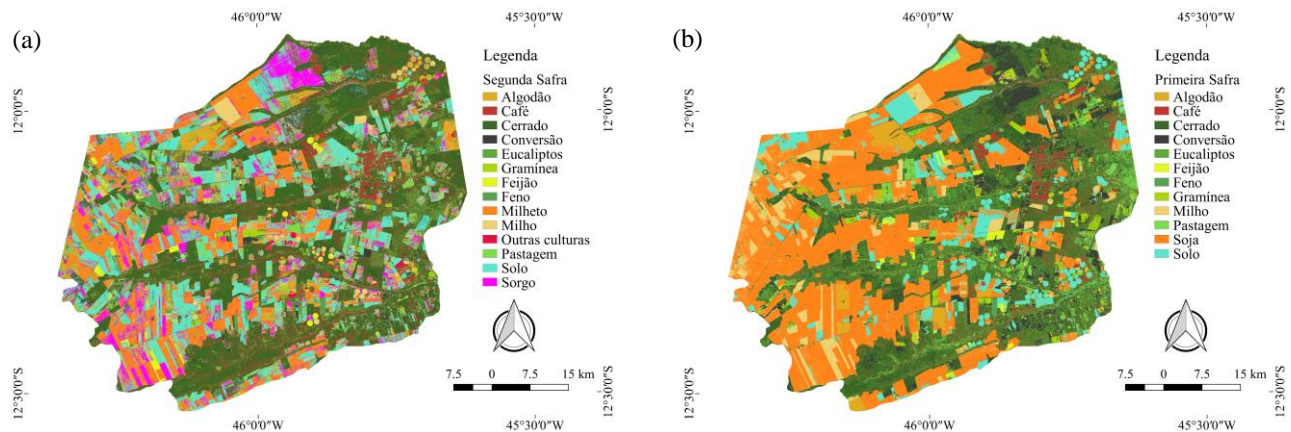 46°0'0"W
45°30'0"W
(a)
12°0'0"S
Legenda
Segunda Safra
Algodão
Café
Cerrado
Conversão
Eucaliptos
Gramínea
Feijão
Feno
Milheto
Milho
Outras culturas
Pastagem
Solo
Sorgo
12°0'0"S
7.5 0 7.5 15 km
12°30'0"S
12°30'0"S
46°0'0"W
45°30'0"W
46°0'0"W
45°30'0"W
(b)
12°0'0"S
Legenda
Primeira Safra
Algodão
Café
Cerrado
Conversão
Eucaliptos
Feijão
Feno
Gramínea
Milho
Pastagem
Soja
Solo
12°0'0"S
7.5 0 7.5 15 km
12°30'0"S
12°30'0"S
46°0'0"W
45°30'0"W